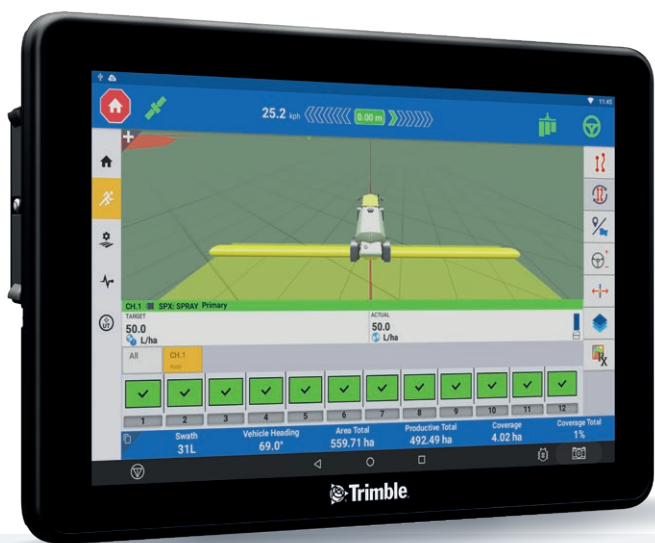 11:45
25.2 kph
0.00 m
CH.1 SPX: SPRAY Primary
TARGET
50.0
L/ha
ACTUAL
50.0
L/ha
All
CH.1
UT
Rx
1 2 3 4 5 6 7 8 9 10 11 12
Swath
31L
Vehicle Heading
69.0°
Area Total
559.71 ha
Productive Total
492.49 ha
Coverage
4.02 ha
Coverage Total
1%
Trimble